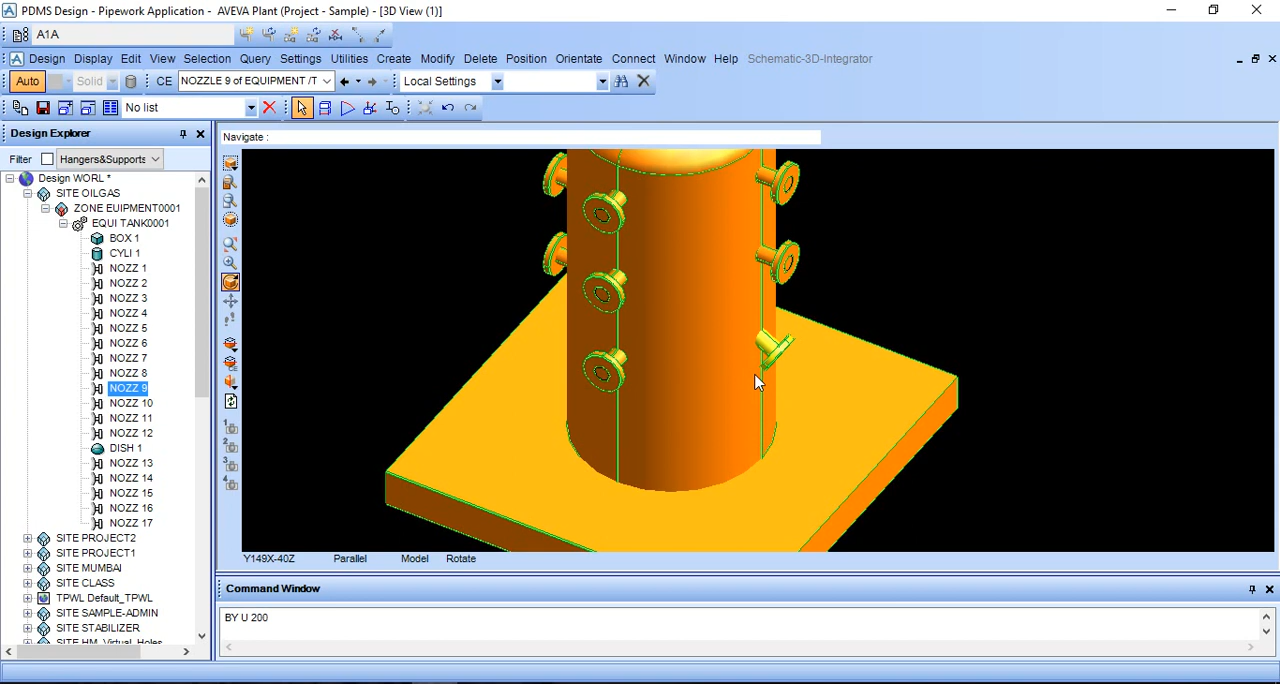 PDMS Design - Pipework Application - AVEVA Plant (Project - Sample) - [3D View (1)]
A1A
Design Display Edit View Selection Query Settings Utilities Create Modify Delete Position Orientate Connect Window Help Schematic-3D-Integrator
Auto Solid CE NOZZLE 9 of EQUIPMENT /T Local Settings
No list
Design Explorer
Navigate :
Filter Hangers&Supports
Design WORL *
SITE OILGAS
ZONE EUIPMENT0001
EQUI TANK0001
BOX 1
CYLI 1
NOZZ 1
NOZZ 2
NOZZ 3
NOZZ 4
NOZZ 5
NOZZ 6
NOZZ 7
NOZZ 8
NOZZ 9
NOZZ 10
NOZZ 11
NOZZ 12
DISH 1
NOZZ 13
NOZZ 14
NOZZ 15
NOZZ 16
NOZZ 17
SITE PROJECT2
SITE PROJECT1
SITE MUMBAI
SITE CLASS
TPWL Default_TPWL
SITE SAMPLE-ADMIN
SITE STABILIZER
SITE HM_Virtual_Holes
1
2
3
4
Y149X-40Z Parallel Model Rotate
Command Window
BY U 200